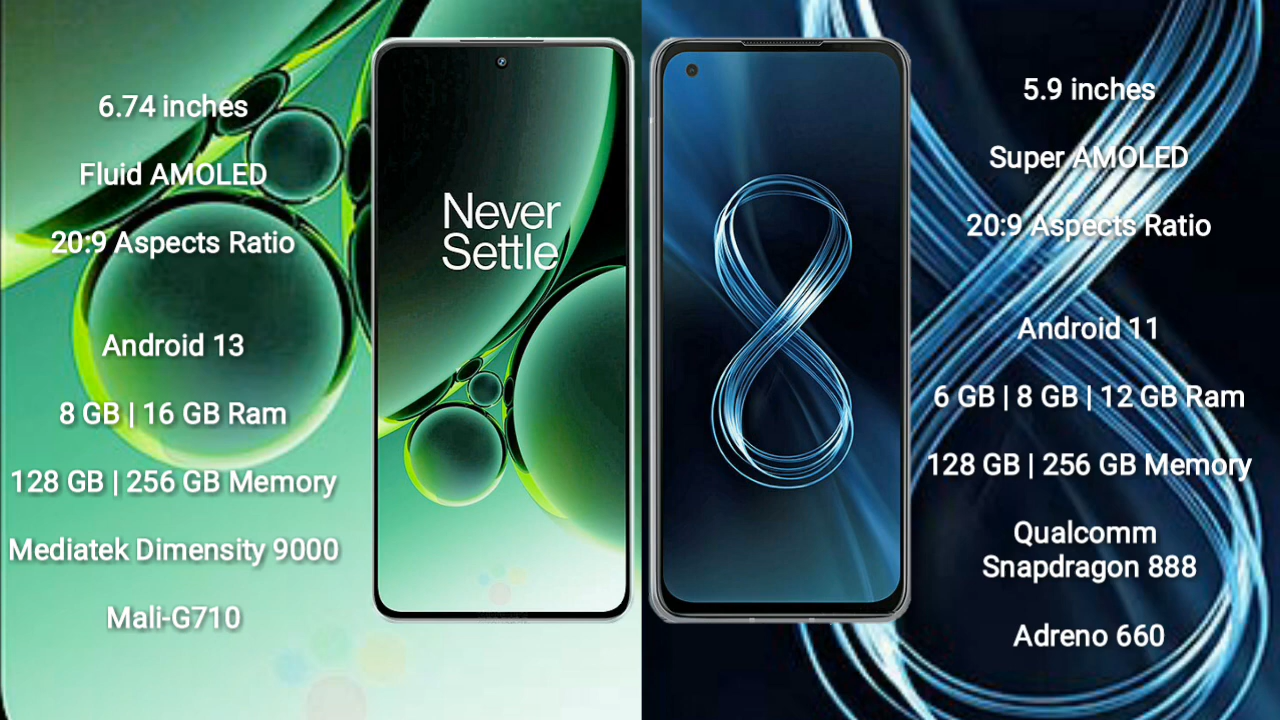 6.74 inches
Fluid AMOLED
20:9 Aspects Ratio
Android 13
8 GB | 16 GB Ram
128 GB | 256 GB Memory
Mediatek Dimensity 9000
Mali-G710
Never
Settle
5.9 inches
Super AMOLED
20:9 Aspects Ratio
Android 11
6 GB | 8 GB | 12 GB Ram
128 GB | 256 GB Memory
Qualcomm
Snapdragon 888
Adreno 660